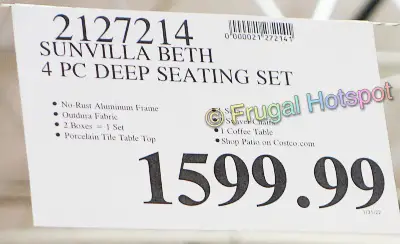 2127214
0000021272141
SUNVILLA BETH
4 PC DEEP SEATING SET
• No-Rust Aluminum Frame
• Outdura Fabric
• 2 Boxes = 1 Set
• Porcelain Tile Table Top
1 Coffee Table
•Shop Patio on Costco.com
© Frugal Hotspot
1599.99